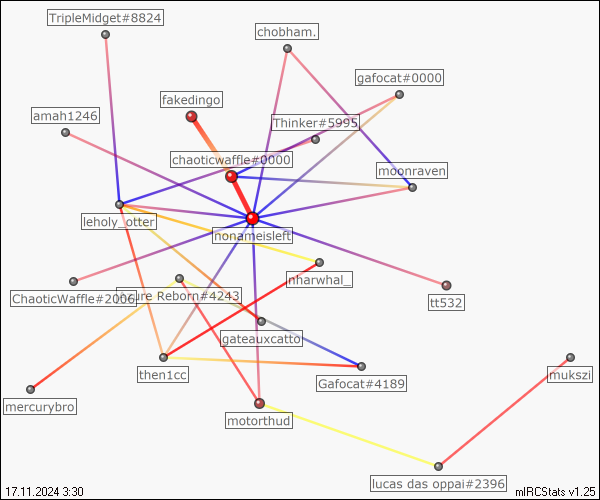 TripleMidget#8824
chobham.
gafocat#0000
fakedingo
amah1246
Thinker#5995
chaoticwaffle#0000
moonraven
leholy_otter
nonameisleft
nharwhal_
ChaoticWaffle#2006
Reborn#4243
tt532
gateauxcatto
then1cc
Gafocat#4189
mukszi
mercurybro
motorthud
lucas das oppai#2396
17.11.2024 3:30
mIRCStats v1.25